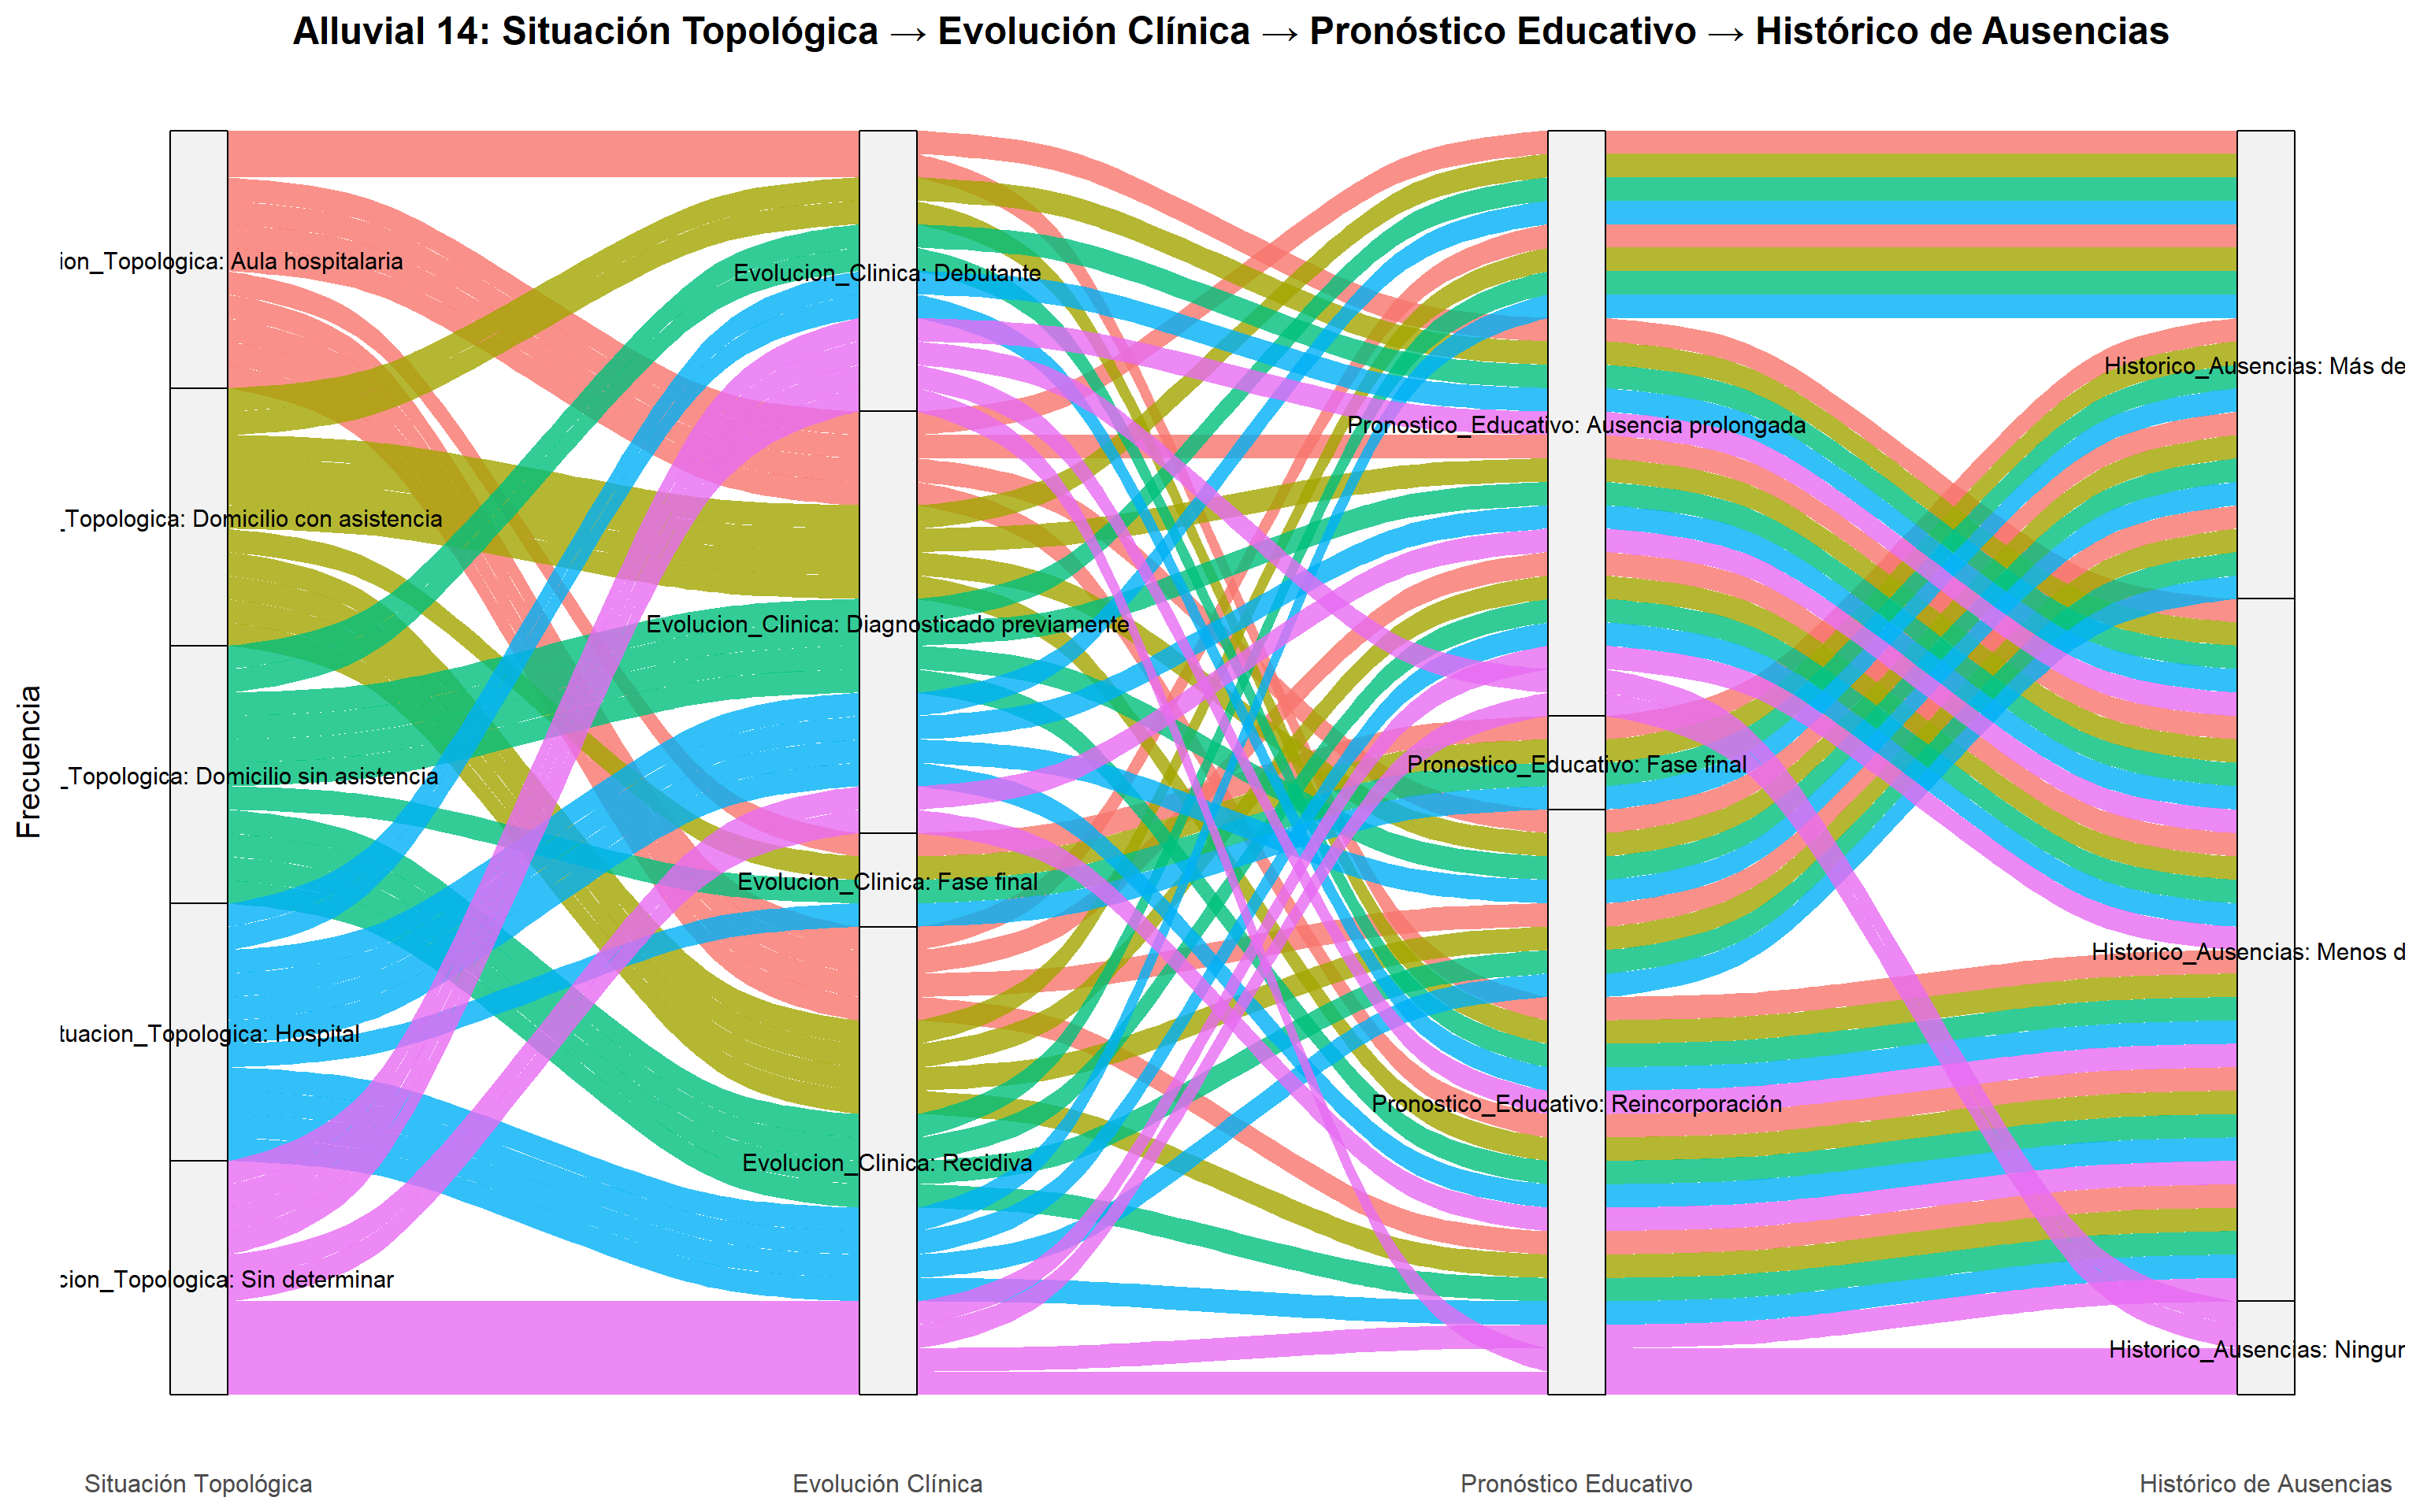 Alluvial 14: Situación Topológica → Evolución Clínica → Pronóstico Educativo → Histórico de Ausencias
Frecuencia
ion_Topologica: Aula hospitalaria
_Topologica: Domicilio con asistencia
_Topologica: Domicilio sin asistencia
tuacion_Topologica: Hospital
cion_Topologica: Sin determinar
Evolucion_Clinica: Debutante
Evolucion_Clinica: Diagnosticado previamente
Evolucion_Clinica: Fase final
Evolucion_Clinica: Recidiva
Pronostico_Educativo: Ausencia prolongada
Pronostico_Educativo: Fase final
Pronostico_Educativo: Reincorporación
Historico_Ausencias: Más de
Historico_Ausencias: Menos d
Historico_Ausencias: Ningur
Situación Topológica
Evolución Clínica
Pronóstico Educativo
Histórico de Ausencias